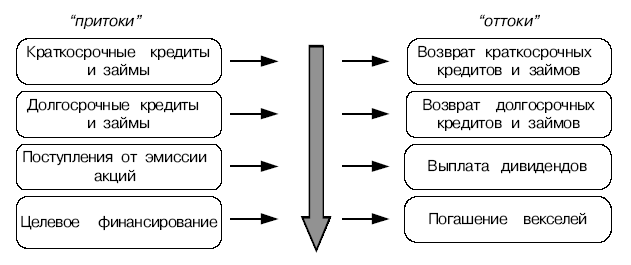 “притоки”
“оттоки”
Краткосрочные кредиты
и займы
Возврат краткосрочных
кредитов и займов
Долгосрочные кредиты
и займы
Возврат долгосрочных
кредитов и займов
Поступления от эмиссии
акций
Выплата дивидендов
Целевое финансирование
Погашение векселей